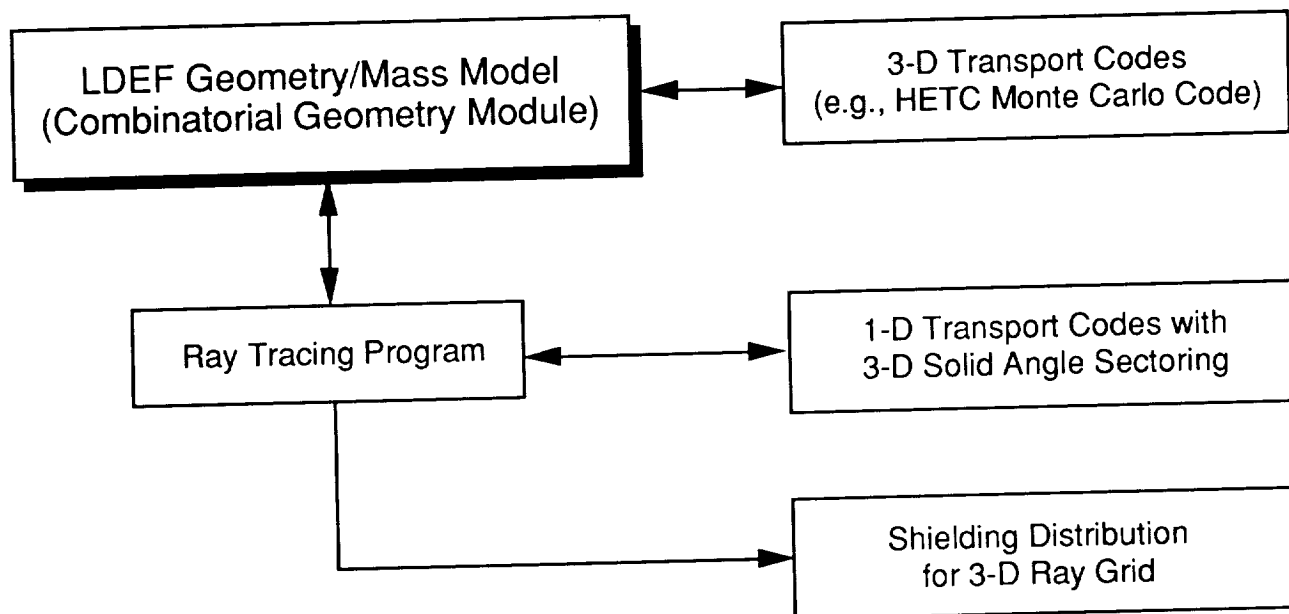 LDEF Geometry/Mass Model
(Combinatorial Geometry Module)
3-D Transport Codes
(e.g., HETC Monte Carlo Code)
Ray Tracing Program
1-D Transport Codes with
3-D Solid Angle Sectoring
Shielding Distribution
for 3-D Ray Grid